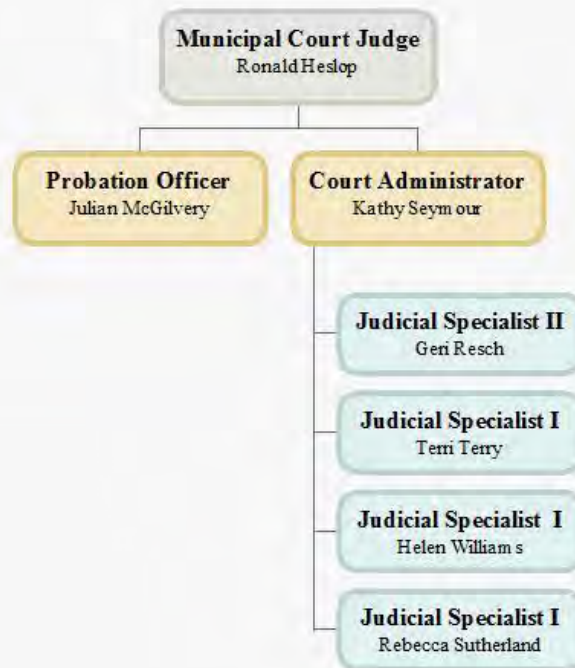 Municipal Court Judge
Ronald Heslop
Probation Officer
Julian McGilvery
Court Administrator
Kathy Seymour
Judicial Specialist II
Geri Resch
Judicial Specialist I
Terri Terry
Judicial Specialist I
Helen Williams
Judicial Specialist I
Rebecca Sutherland